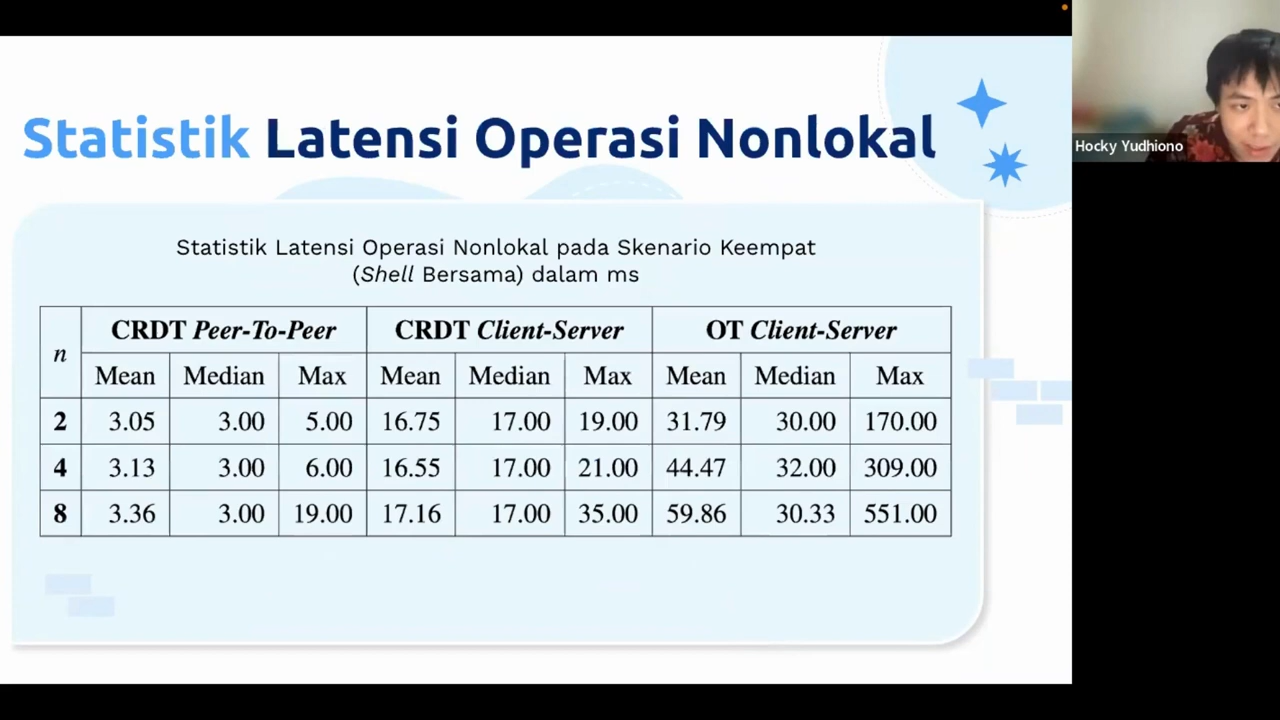 Statistik Latensi Operasi Nonlokal
Hocky Yudhiono
Statistik Latensi Operasi Nonlokal pada Skenario Keempat
(Shell Bersama) dalam ms
n CRDT Peer-To-Peer CRDT Client-Server OT Client-Server
Mean Median Max Mean Median Max Mean Median Max
2 3.05 3.00 5.00 16.75 17.00 19.00 31.79 30.00 170.00
4 3.13 3.00 6.00 16.55 17.00 21.00 44.47 32.00 309.00
8 3.36 3.00 19.00 17.16 17.00 35.00 59.86 30.33 551.00